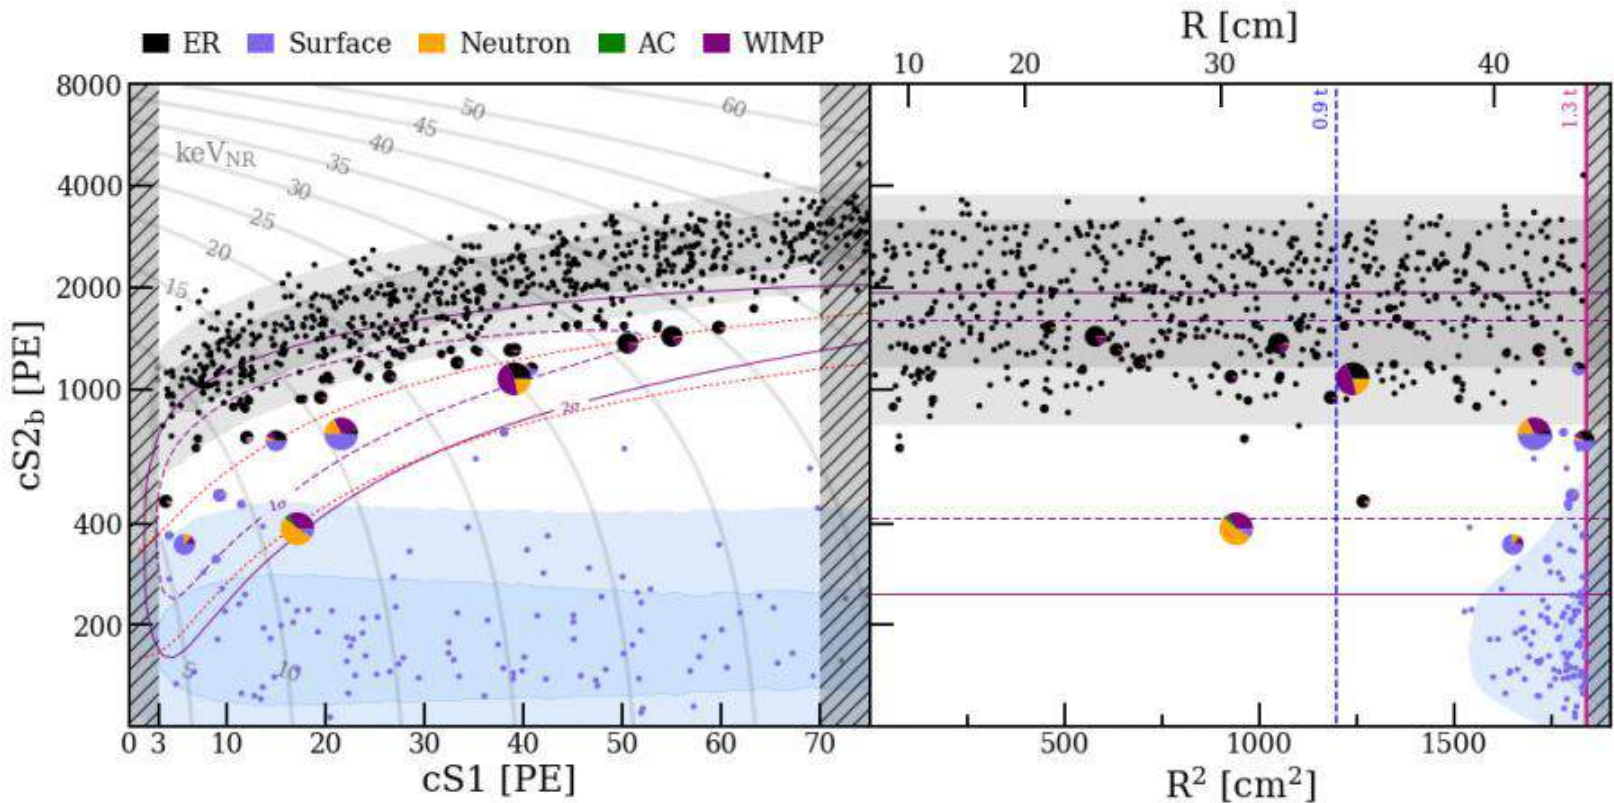 ER Surface Neutron AC WIMP
R [cm]
10 20 30 40
8000
4000
2000
1000
400
200
cS2b [PE]
keVNR
50
60
45
40
35
30
25
20
15
5
10
2σ
1σ
0.9 t
1.3 t
0 3 10 20 30 40 50 60 70
500 1000 1500
cS1 [PE]
R² [cm²]